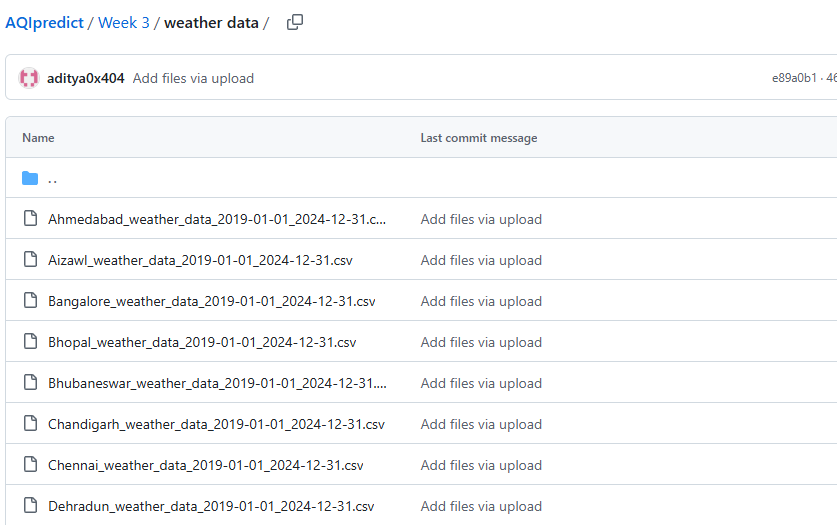 AQIpredict / Week 3 / weather data /
aditya0x404 Add files via upload e89a0b1 · 46
Name Last commit message
..
Ahmedabad_weather_data_2019-01-01_2024-12-31.c... Add files via upload
Aizawl_weather_data_2019-01-01_2024-12-31.csv Add files via upload
Bangalore_weather_data_2019-01-01_2024-12-31.csv Add files via upload
Bhopal_weather_data_2019-01-01_2024-12-31.csv Add files via upload
Bhubaneswar_weather_data_2019-01-01_2024-12-31.... Add files via upload
Chandigarh_weather_data_2019-01-01_2024-12-31.csv Add files via upload
Chennai_weather_data_2019-01-01_2024-12-31.csv Add files via upload
Dehradun_weather_data_2019-01-01_2024-12-31.csv Add files via upload